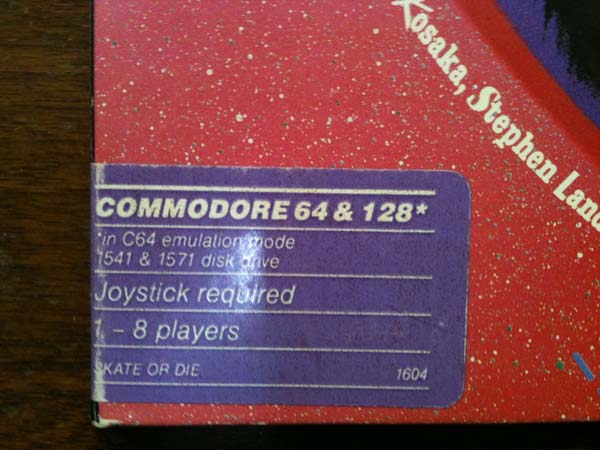 Kosaka, Stephen Land
COMMODORE 64 & 128*
*in C64 emulation mode
1541 & 1571 disk drive
Joystick required
1 - 8 players
SKATE OR DIE 1604